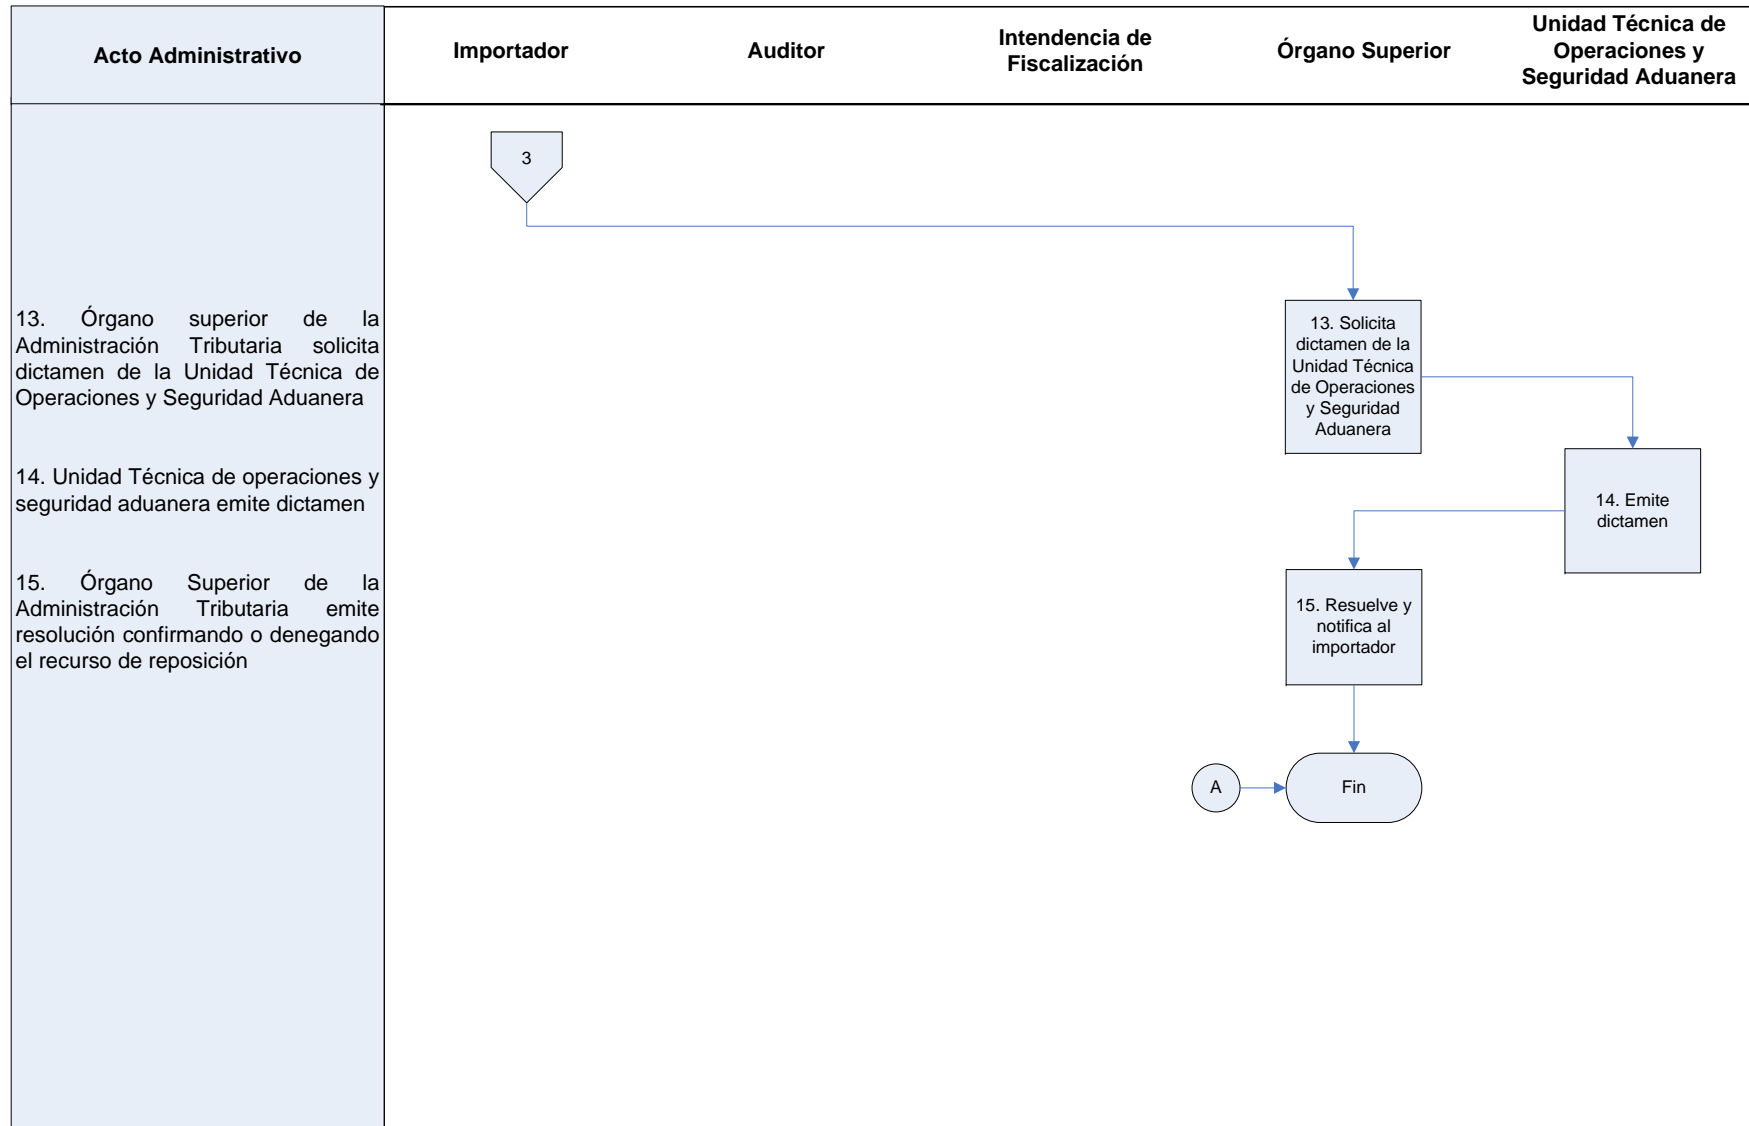 Acto Administrativo
Importador
Auditor
Intendencia de
Fiscalización
Órgano Superior
Unidad Técnica de
Operaciones y
Seguridad Aduanera
3
13. Órgano superior de la
Administración Tributaria solicita
dictamen de la Unidad Técnica de
Operaciones y Seguridad Aduanera
14. Unidad Técnica de operaciones y
seguridad aduanera emite dictamen
15. Órgano Superior de la
Administración Tributaria emite
resolución confirmando o denegando
el recurso de reposición
13. Solicita
dictamen de la
Unidad Técnica
de Operaciones
y Seguridad
Aduanera
14. Emite
dictamen
15. Resuelve y
notifica al
importador
A
Fin